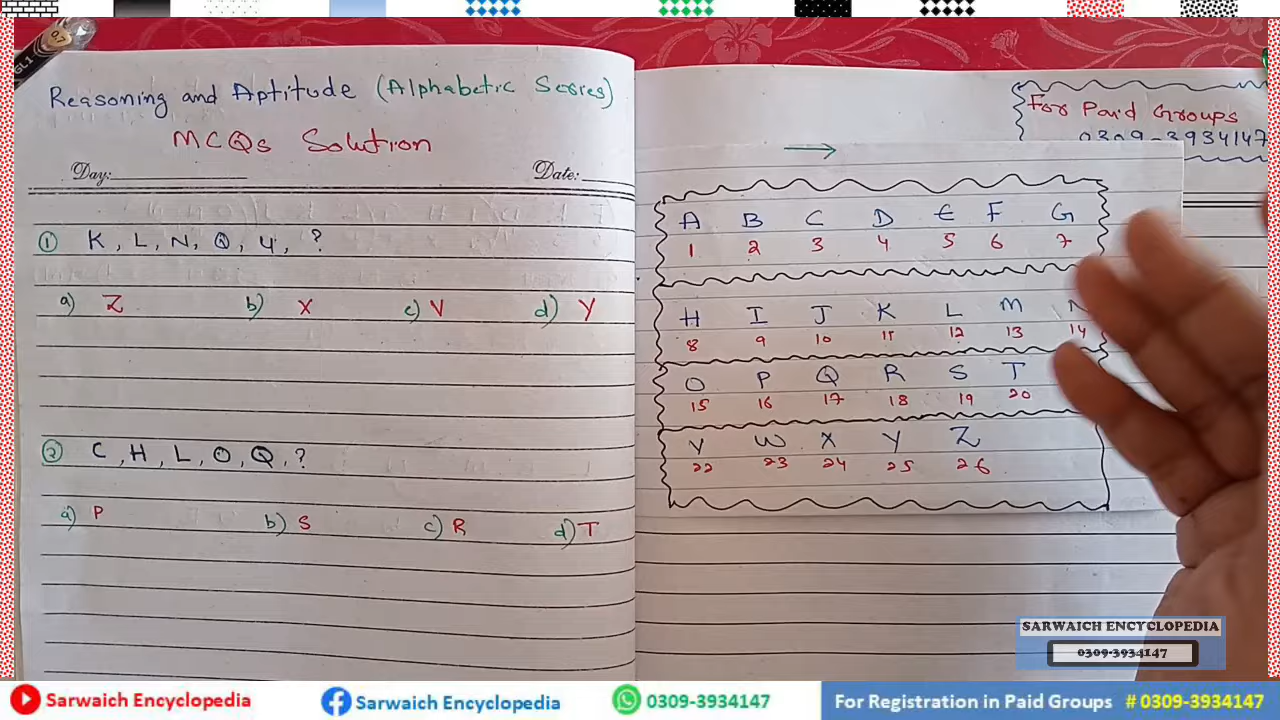 Reasoning and Aptitude (Alphabetic Series)
MCQs Solution
Day:
Date:
① K, L, N, Q, U, ?
a) Z b) X c) V d) Y
② C, H, L, O, Q, ?
a) P b) S c) R d) T
For Paid Groups
0309-3934147
A B C D E F G
1 2 3 4 5 6 7
H I J K L M N
8 9 10 11 12 13 14
O P Q R S T
15 16 17 18 19 20
V W X Y Z
22 23 24 25 26
SARWAICH ENCYCLOPEDIA
0309-3934147
Sarwaich Encyclopedia
Sarwaich Encyclopedia
0309-3934147
For Registration in Paid Groups # 0309-3934147